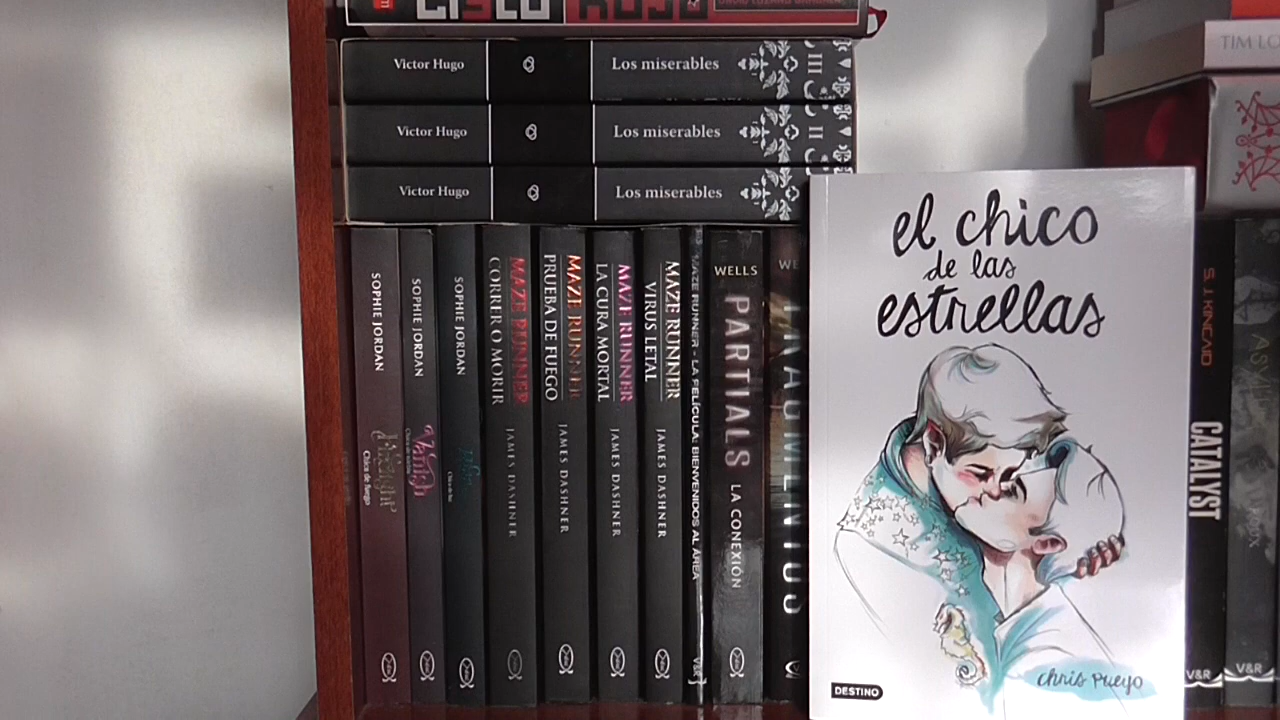 Victor Hugo Los miserables III
Victor Hugo Los miserables II
Victor Hugo Los miserables
TIM LO
SOPHIE JORDAN Chica de fuego
SOPHIE JORDAN Vanish
SOPHIE JORDAN
MAZE RUNNER
CORRER O MORIR
JAMES DASHNER
MAZE RUNNER
PRUEBA DE FUEGO
JAMES DASHNER
MAZE RUNNER
LA CURA MORTAL
JAMES DASHNER
MAZE RUNNER
VIRUS LETAL
JAMES DASHNER
MAZE RUNNER - LA PELÍCULA: BIENVENIDOS AL ÁREA
V&R
WELLS
PARTIALS LA CONEXIÓN
WE
FRAGMENTOS
el chico
de las
estrellas
chris pueyo
DESTINO
S. J. KINCAID
CATALYST
V&R
V&R